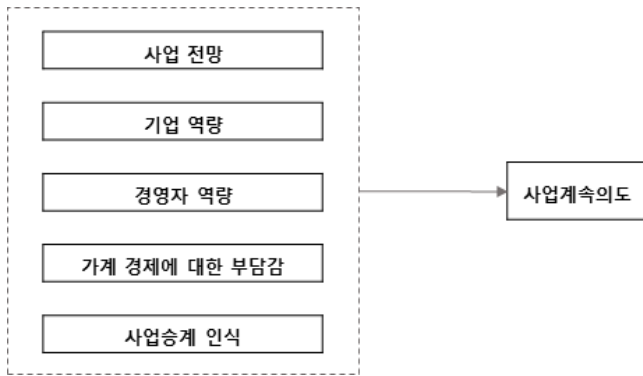 사업 전망
기업 역량
경영자 역량
사업계속의도
가계 경제에 대한 부담감
사업승계 인식